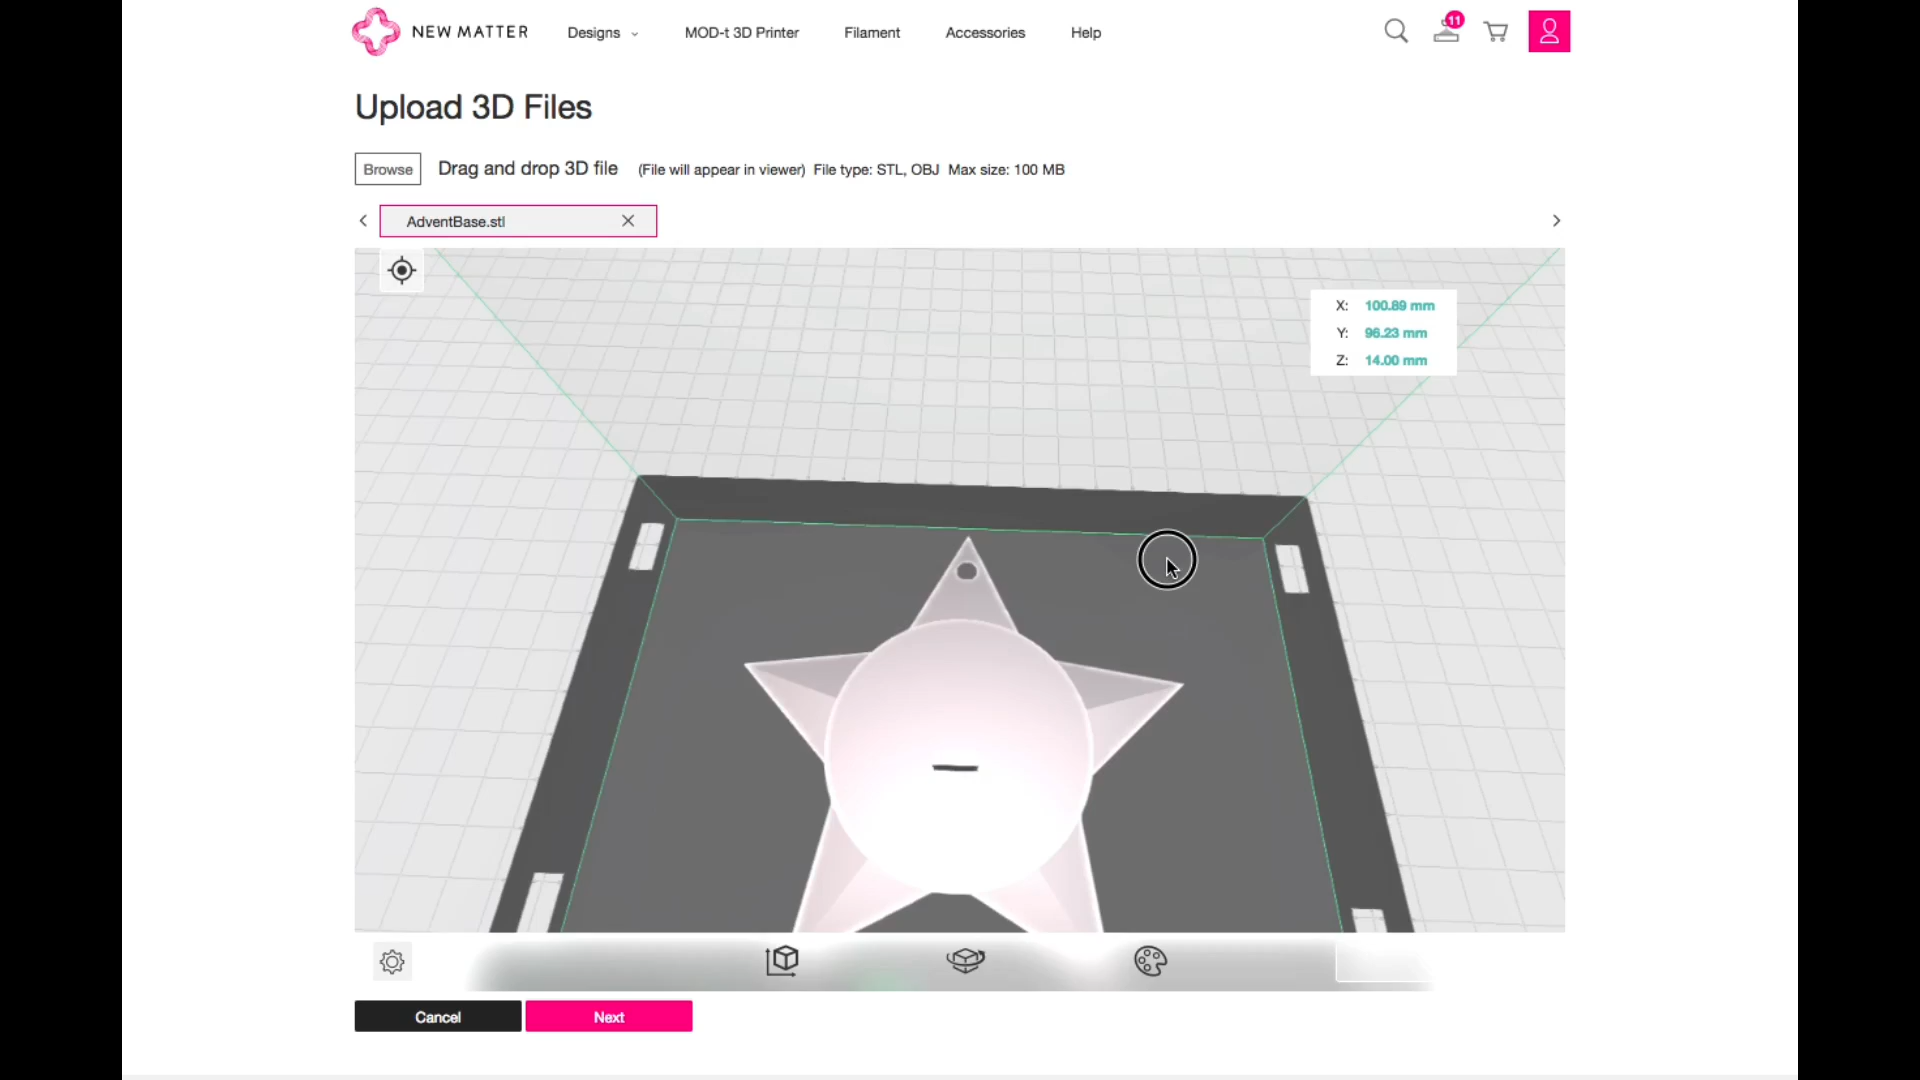 NEW MATTER Designs MOD-t 3D Printer Filament Accessories Help 11
Upload 3D Files
Browse Drag and drop 3D file (File will appear in viewer) File type: STL, OBJ Max size: 100 MB
AdventBase.stl
X: 100.89 mm
Y: 96.23 mm
Z: 14.00 mm
Cancel Next